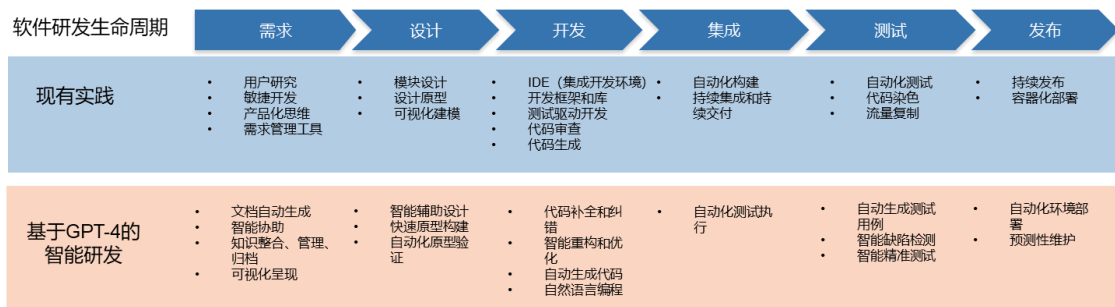 软件研发生命周期
需求
设计
开发
集成
测试
发布
现有实践
• 用户研究
• 敏捷开发
• 产品化思维
• 需求管理工具
• 模块设计
• 设计原型
• 可视化建模
• IDE（集成开发环境）
• 开发框架和库
• 测试驱动开发
• 代码审查
• 代码生成
• 自动化构建
• 持续集成和持
续交付
• 自动化测试
• 代码染色
• 流量复制
• 持续发布
• 容器化部署
基于GPT-4的
智能研发
• 文档自动生成
• 智能协助
• 知识整合、管理、
归档
• 可视化呈现
• 智能辅助设计
• 快速原型构建
• 自动化原型验
证
• 代码补全和纠
错
• 智能重构和优
化
• 自动生成代码
• 自然语言编程
• 自动化测试执
行
• 自动生成测试
用例
• 智能缺陷检测
• 智能精准测试
• 自动化环境部
署
• 预测性维护